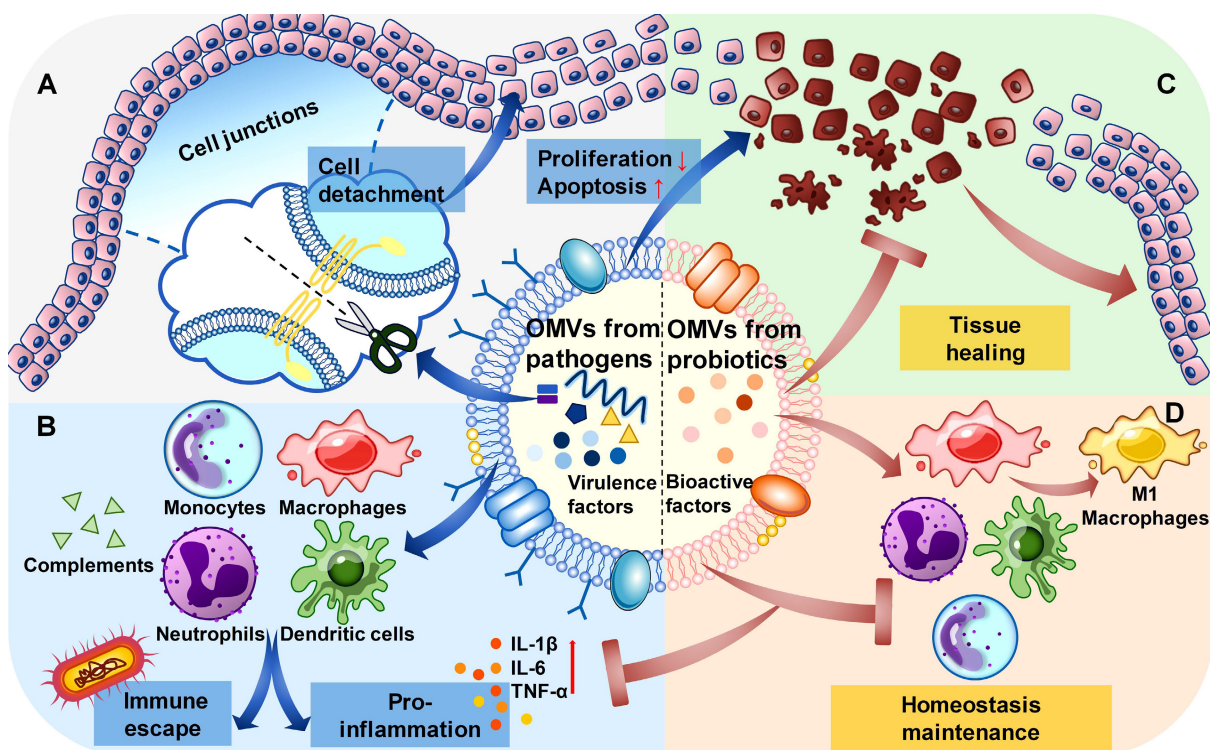 A
Cell junctions
Cell
detachment
Proliferation ↓
Apoptosis ↑
C
OMVs from
pathogens
OMVs from
probiotics
Virulence
factors
Bioactive
factors
Tissue
healing
B
Monocytes
Macrophages
Complements
Neutrophils
Dendritic cells
IL-1β
IL-6
TNF-α
Immune
escape
Pro-
inflammation
D
M1
Macrophages
Homeostasis
maintenance